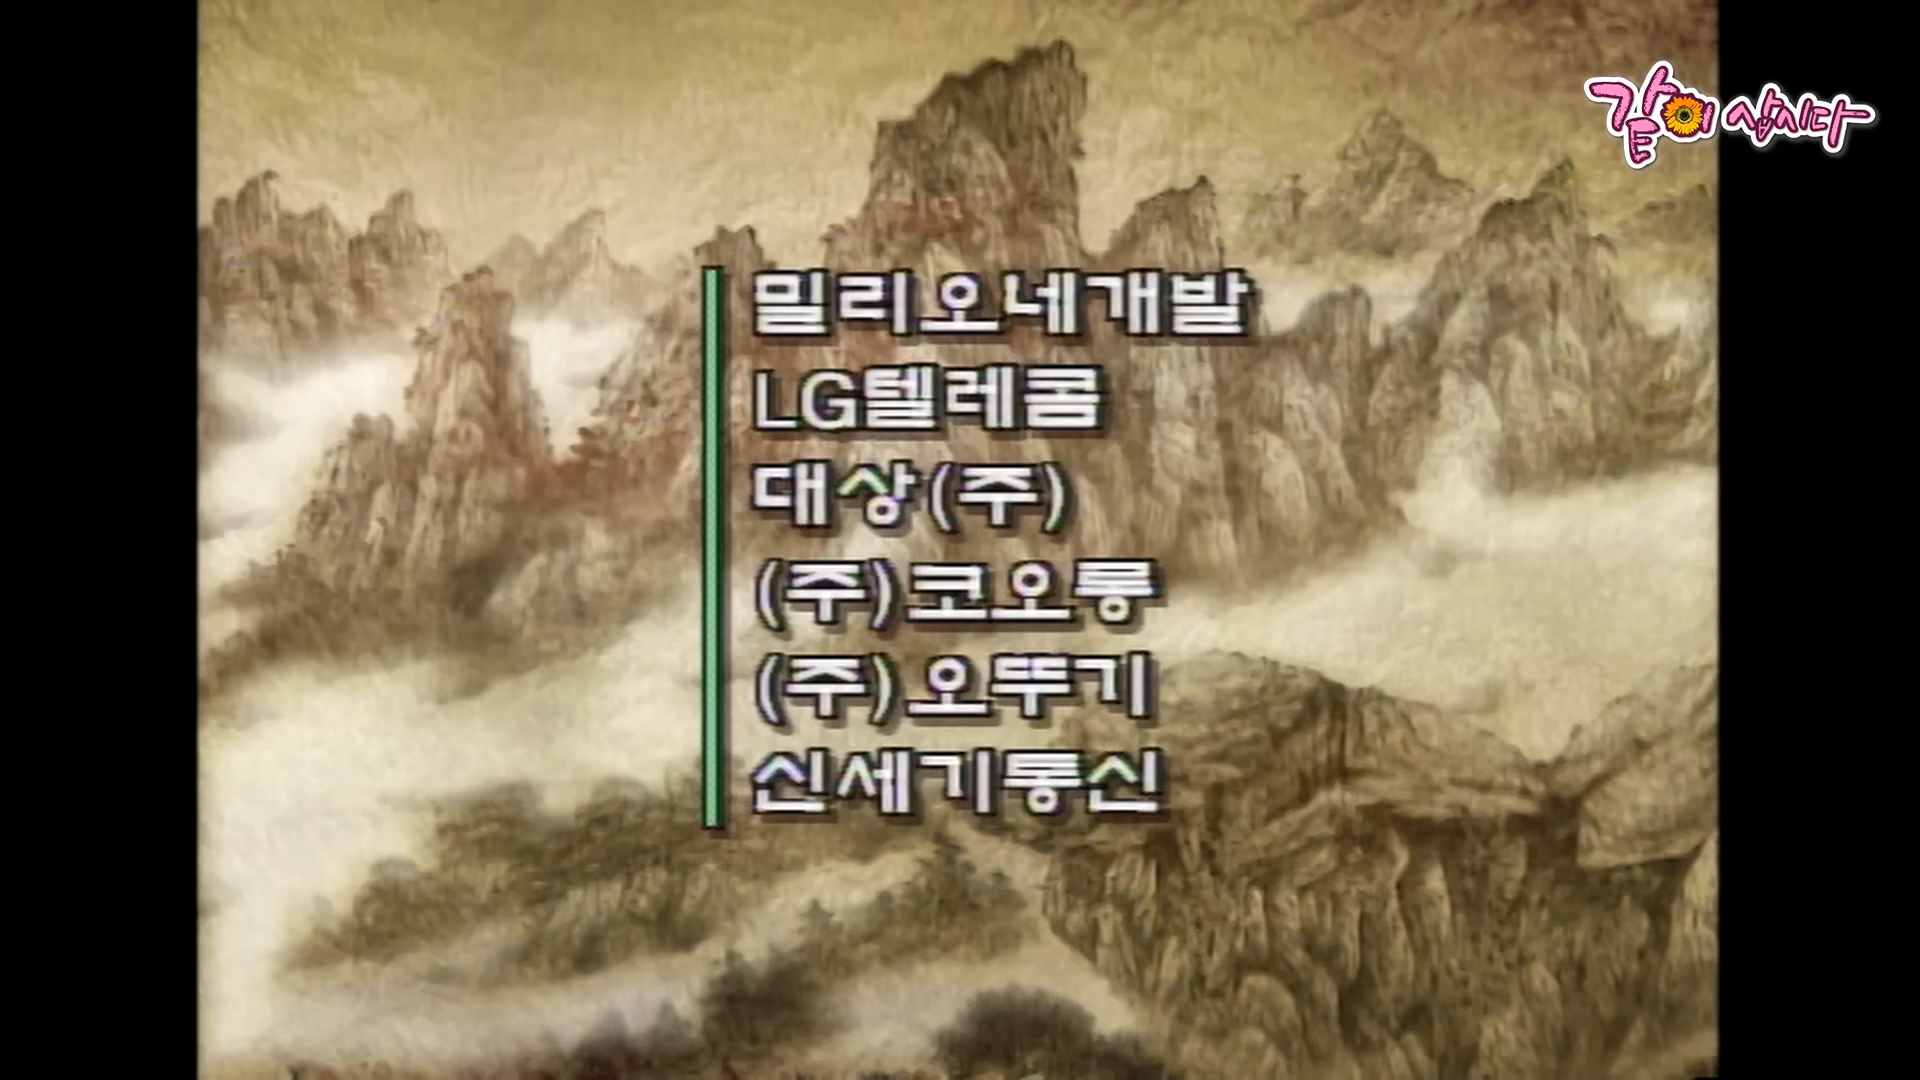 같이 삽시다
밀리오네개발
LG텔레콤
대상(주)
(주)코오롱
(주)오뚜기
신세기통신